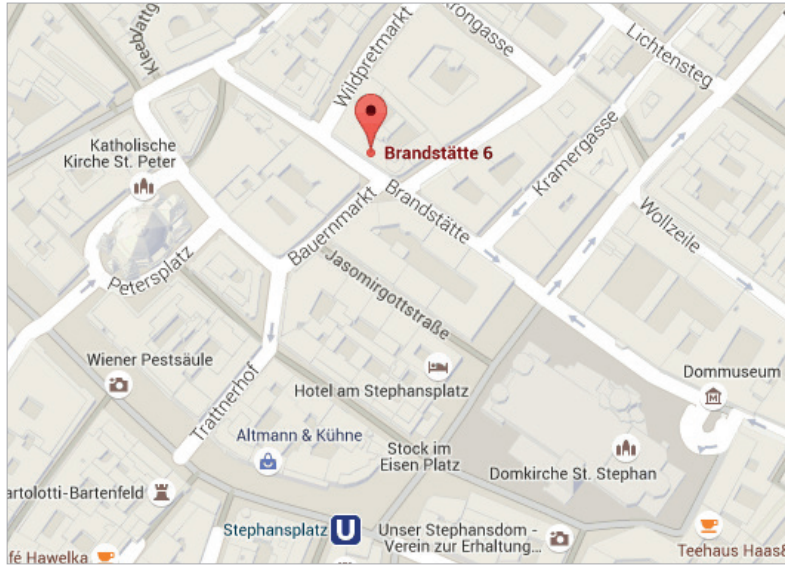 Kleeblattg
Wildpretmarkt
Krongasse
Lichtensteg
Katholische
Kirche St. Peter
Brandstätte 6
Kramergasse
Bauernmarkt
Brandstätte
Wollzeile
Petersplatz
Jasomirgottstraße
Wiener Pestsäule
Trattnerhof
Hotel am Stephansplatz
Dommuseum
M
Altmann & Kühne
Stock im
Eisen Platz
Domkirche St. Stephan
artolotti-Bartenfeld
Stephansplatz
U
Unser Stephansdom -
Verein zur Erhaltung...
Teehaus Haas&
fé Hawelka